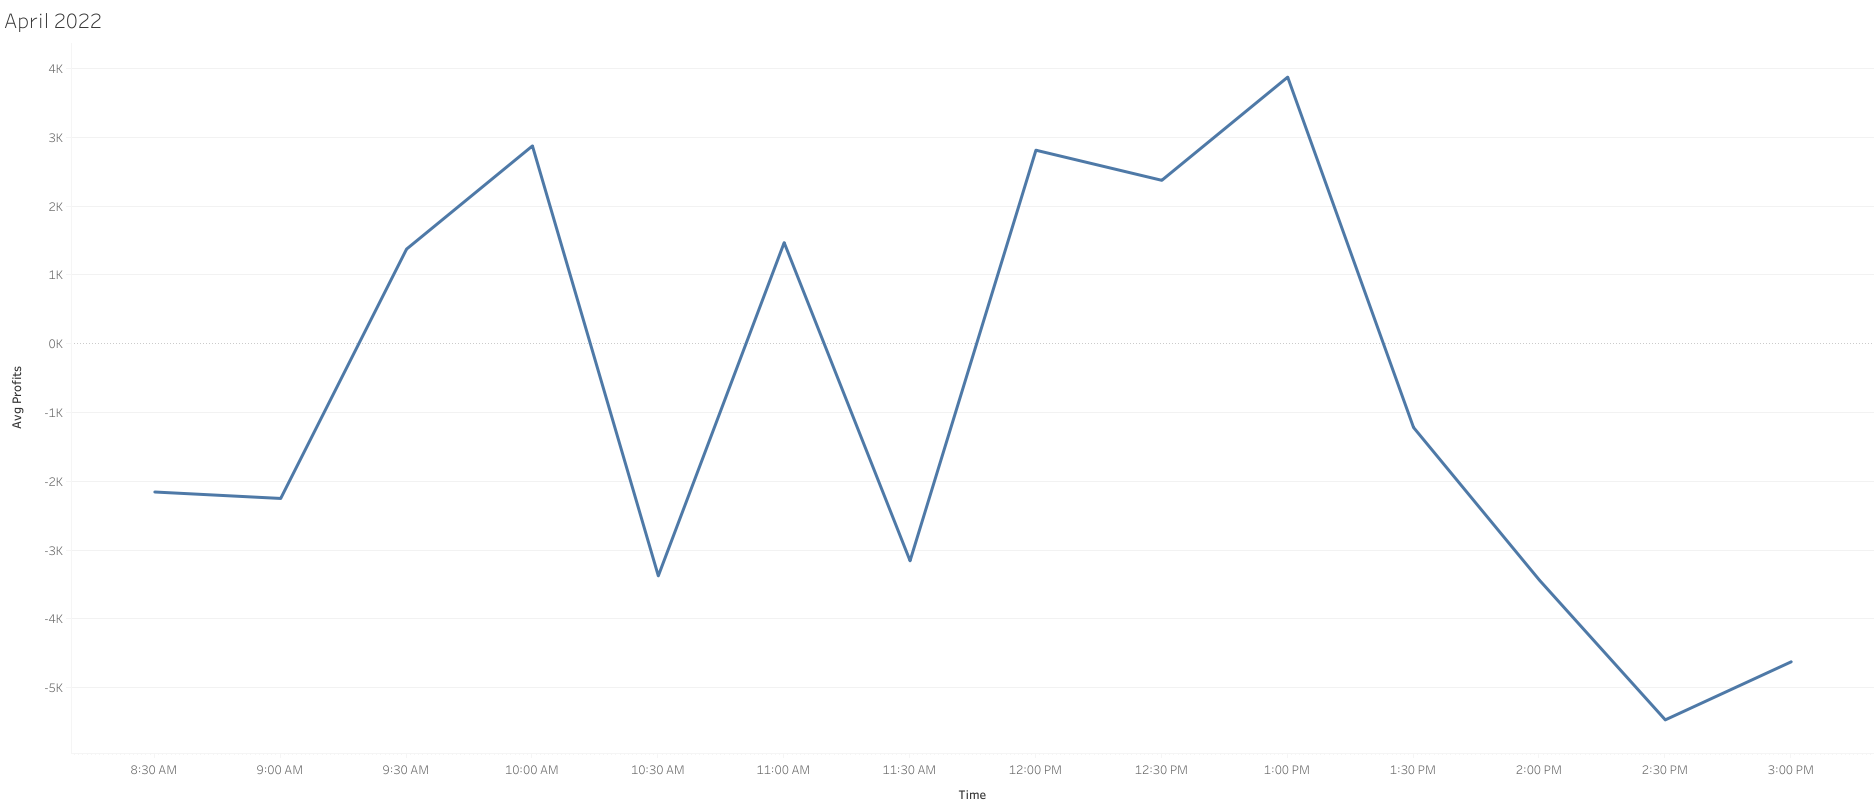 April 2022
4K
3K
2K
1K
0K
-1K
-2K
-3K
-4K
-5K
Avg Profits
8:30 AM 9:00 AM 9:30 AM 10:00 AM 10:30 AM 11:00 AM 11:30 AM 12:00 PM 12:30 PM 1:00 PM 1:30 PM 2:00 PM 2:30 PM 3:00 PM
Time